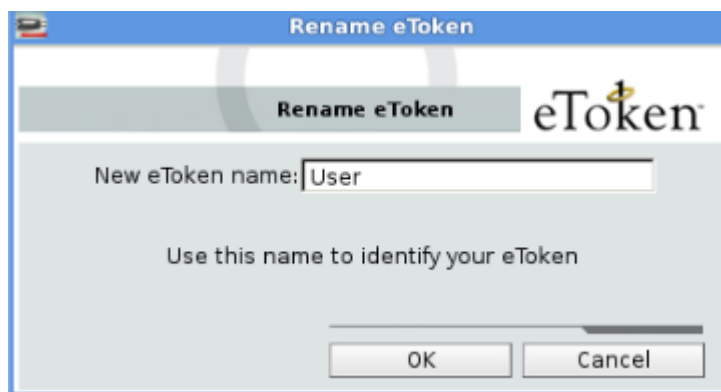 Rename eToken
Rename eToken
eToken
New eToken name: User
Use this name to identify your eToken
OK Cancel